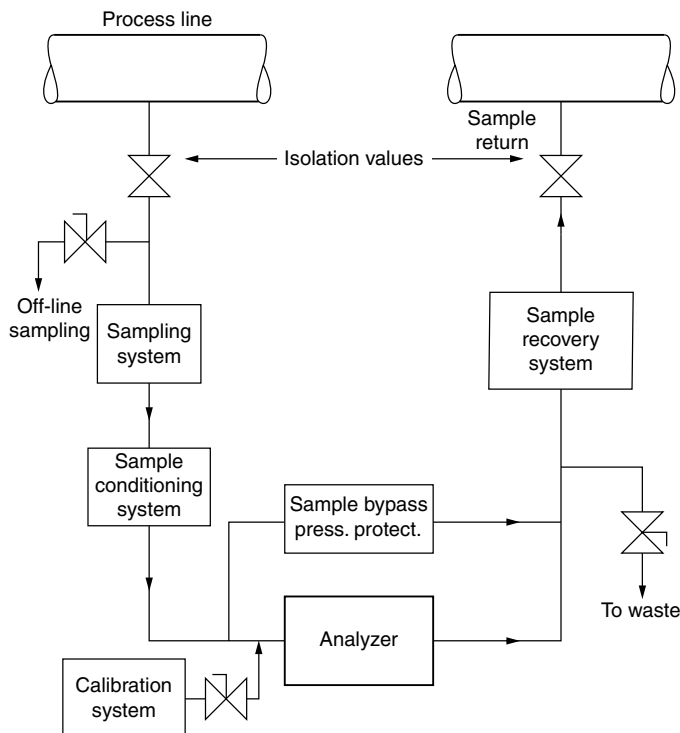 Process line
Sample
return
Isolation values
Off-line
sampling
Sampling
system
Sample
recovery
system
Sample
conditioning
system
Sample bypass
press. protect.
To waste
Analyzer
Calibration
system